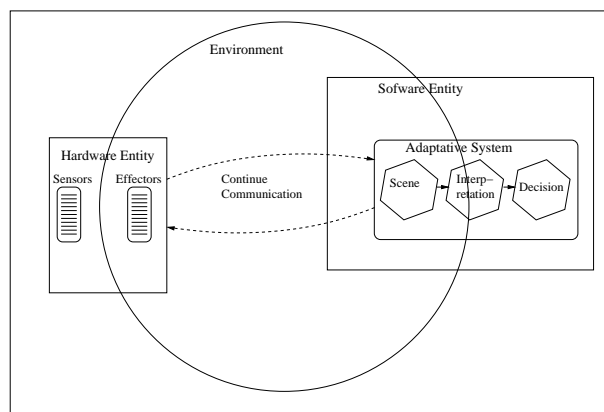 Environment
Sofware Entity
Hardware Entity
Sensors
Effectors
Continue
Communication
Adaptative System
Scene
Interp–
retation
Decision